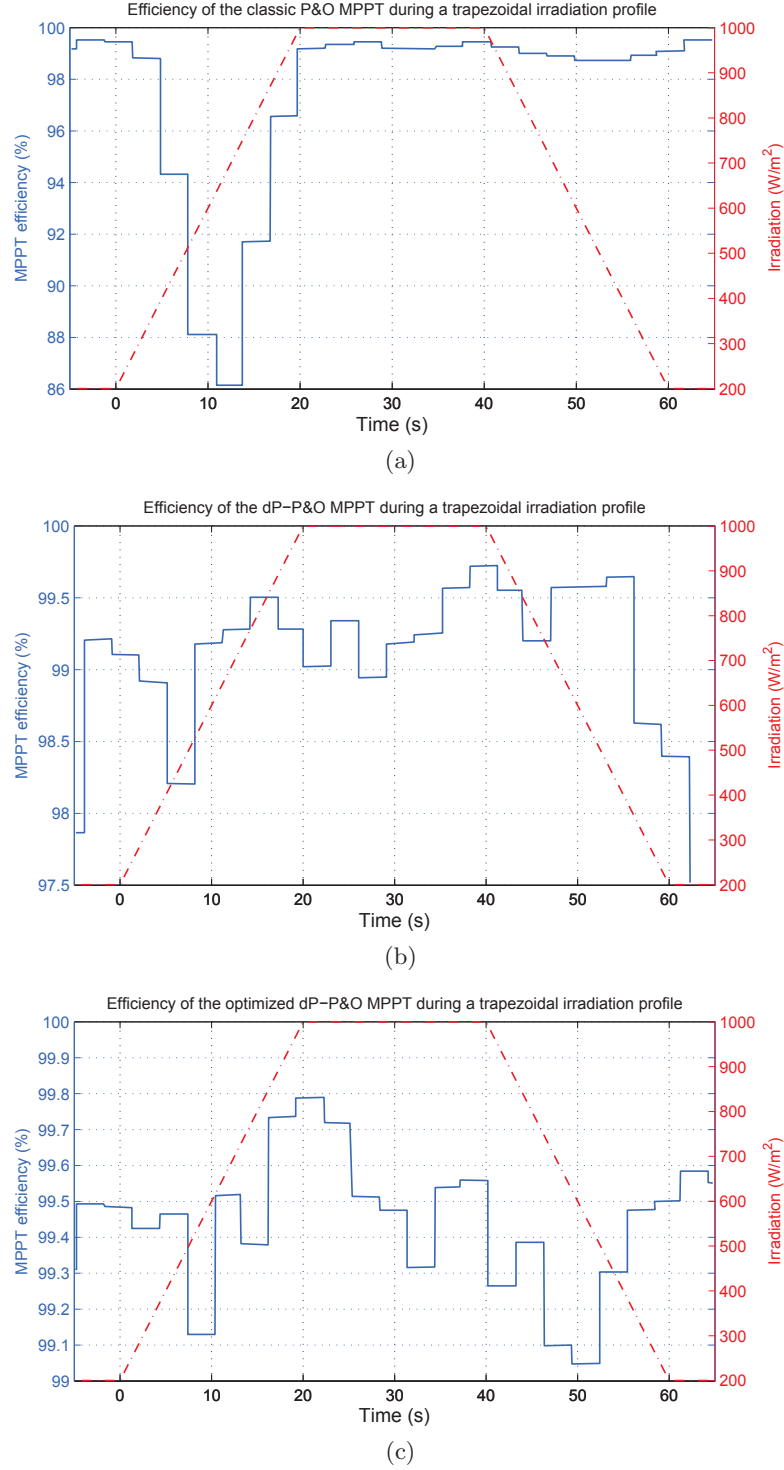 Efficiency of the classic P&O MPPT during a trapezoidal irradiation profile
100
98
96
94
92
90
88
86
MPPT efficiency (%)
1000
900
800
700
600
500
400
300
200
Irradiation (W/m²)
0 10 20 30 40 50 60
Time (s)
(a)
Efficiency of the dP−P&O MPPT during a trapezoidal irradiation profile
100
99.5
99
98.5
98
97.5
MPPT efficiency (%)
1000
900
800
700
600
500
400
300
200
Irradiation (W/m²)
0 10 20 30 40 50 60
Time (s)
(b)
Efficiency of the optimized dP−P&O MPPT during a trapezoidal irradiation profile
100
99.9
99.8
99.7
99.6
99.5
99.4
99.3
99.2
99.1
99
MPPT efficiency (%)
1000
900
800
700
600
500
400
300
200
Irradiation (W/m²)
0 10 20 30 40 50 60
Time (s)
(c)